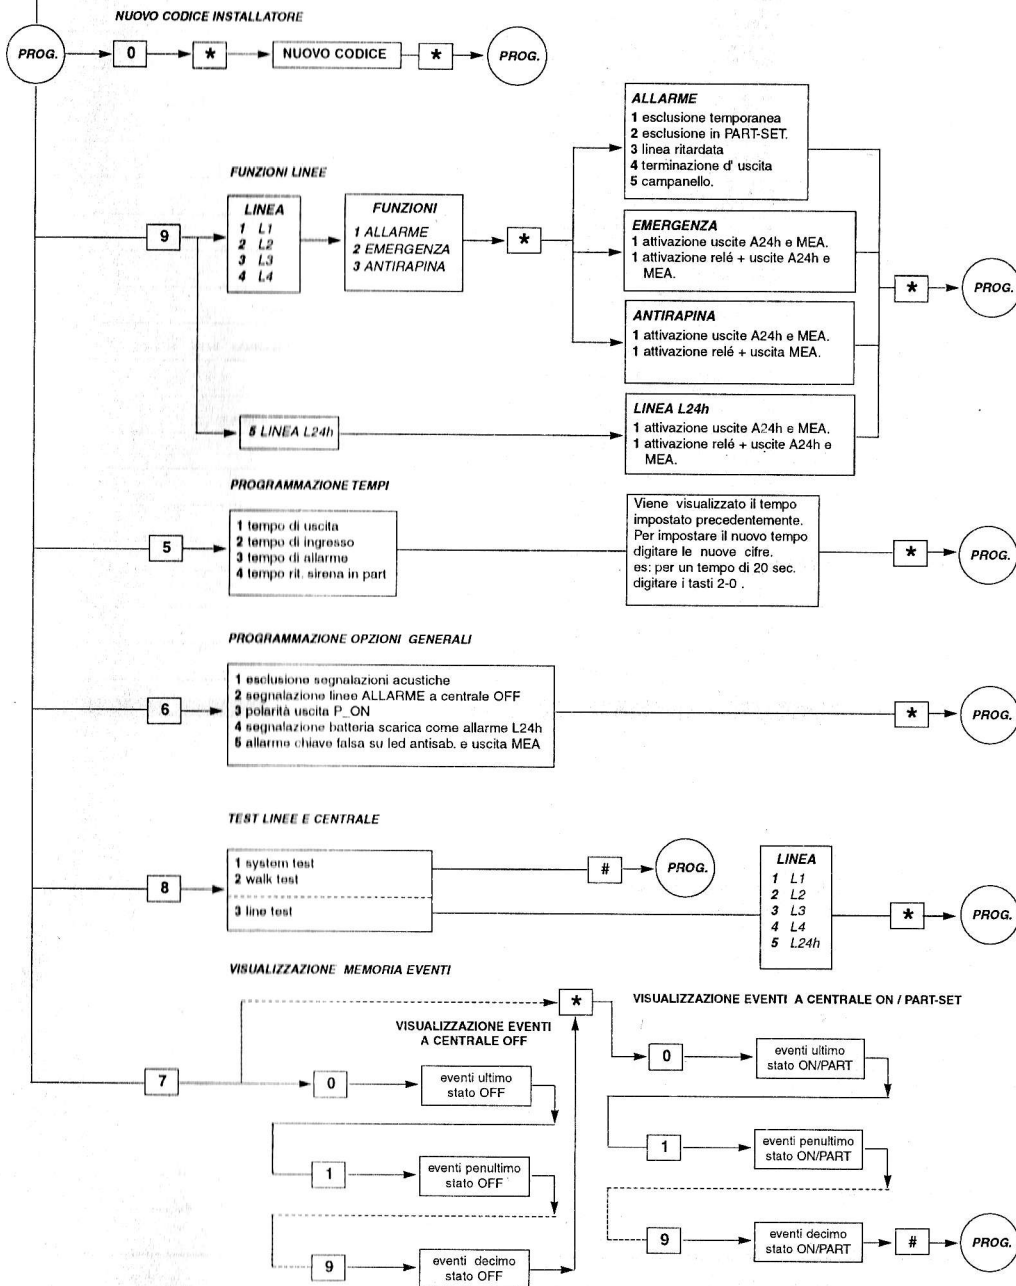 NUOVO CODICE INSTALLATORE
PROG.
0
*
NUOVO CODICE
*
PROG.
FUNZIONI LINEE
9
LINEA
1 L1
2 L2
3 L3
4 L4
FUNZIONI
1 ALLARME
2 EMERGENZA
3 ANTIRAPINA
*
ALLARME
1 esclusione temporanea
2 esclusione in PART-SET.
3 linea ritardata
4 terminazione d' uscita
5 campanello.
EMERGENZA
1 attivazione uscite A24h e MEA.
1 attivazione relé + uscite A24h e
MEA.
ANTIRAPINA
1 attivazione uscite A24h e MEA.
1 attivazione relé + uscita MEA.
*
PROG.
5 LINEA L24h
LINEA L24h
1 attivazione uscite A24h e MEA.
1 attivazione relé + uscite A24h e
MEA.
PROGRAMMAZIONE TEMPI
5
1 tempo di uscita
2 tempo di ingresso
3 tempo di allarme
4 tempo rit. sirena in part
Viene visualizzato il tempo
impostato precedentemente.
Per impostare il nuovo tempo
digitare le nuove cifre.
es: per un tempo di 20 sec.
digitare i tasti 2-0 .
*
PROG.
PROGRAMMAZIONE OPZIONI GENERALI
6
1 esclusione segnalazioni acustiche
2 segnalazione linee ALLARME a centrale OFF
3 polarità uscita P_ON
4 segnalazione batteria scarica come allarme L24h
5 allarme chiave falsa su led antisab. e uscita MEA
*
PROG.
TEST LINEE E CENTRALE
8
1 system test
2 walk test
3 line test
#
PROG.
LINEA
1 L1
2 L2
3 L3
4 L4
5 L24h
*
PROG.
VISUALIZZAZIONE MEMORIA EVENTI
7
*
VISUALIZZAZIONE EVENTI
A CENTRALE OFF
0
eventi ultimo
stato OFF
1
eventi penultimo
stato OFF
9
eventi decimo
stato OFF
VISUALIZZAZIONE EVENTI A CENTRALE ON / PART-SET
0
eventi ultimo
stato ON/PART
1
eventi penultimo
stato ON/PART
9
eventi decimo
stato ON/PART
#
PROG.